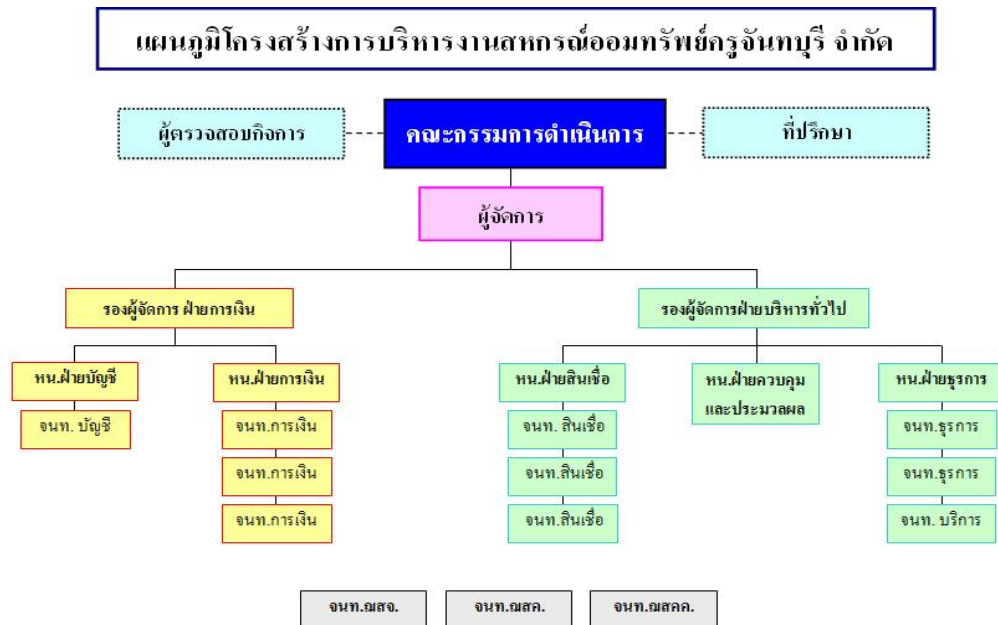 แผนภูมิโครงสร้างการบริหารงานสหกรณ์ออมทรัพย์ครูจันทบุรี จำกัด
ผู้ตรวจสอบกิจการ
คณะกรรมการดำเนินการ
ที่ปรึกษา
ผู้จัดการ
รองผู้จัดการ ฝ่ายการเงิน
รองผู้จัดการฝ่ายบริหารทั่วไป
หน.ฝ่ายบัญชี
หน.ฝ่ายการเงิน
หน.ฝ่ายสินเชื่อ
หน.ฝ่ายควบคุม
และประมวลผล
หน.ฝ่ายธุรการ
จนท. บัญชี
จนท.การเงิน
จนท. สินเชื่อ
จนท.ธุรการ
จนท.การเงิน
จนท.สินเชื่อ
จนท.ธุรการ
จนท.การเงิน
จนท.สินเชื่อ
จนท. บริการ
จนท.ฌสจ.
จนท.ฌสค.
จนท.ฌสคค.